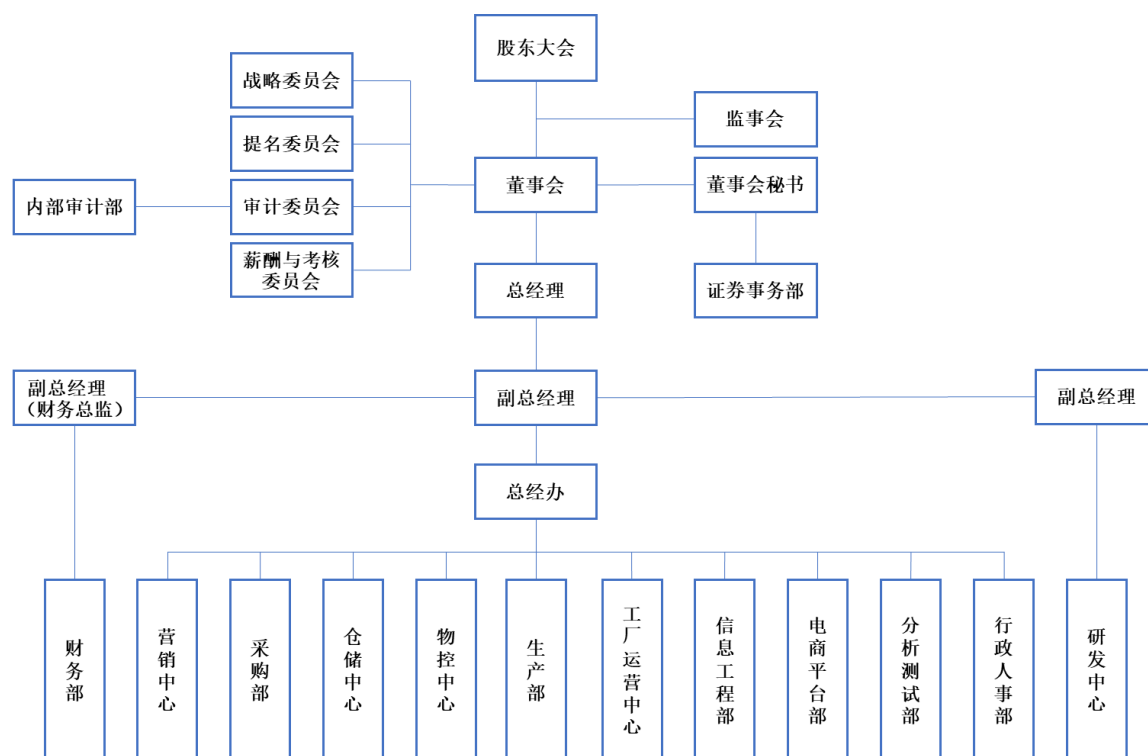 股东大会
战略委员会
监事会
提名委员会
董事会
董事会秘书
内部审计部
审计委员会
薪酬与考核
委员会
总经理
证券事务部
副总经理
（财务总监）
副总经理
副总经理
总经办
财务部
营销中心
采购部
仓储中心
物控中心
生产部
工厂运营中心
信息工程部
电商平台部
分析测试部
行政人事部
研发中心